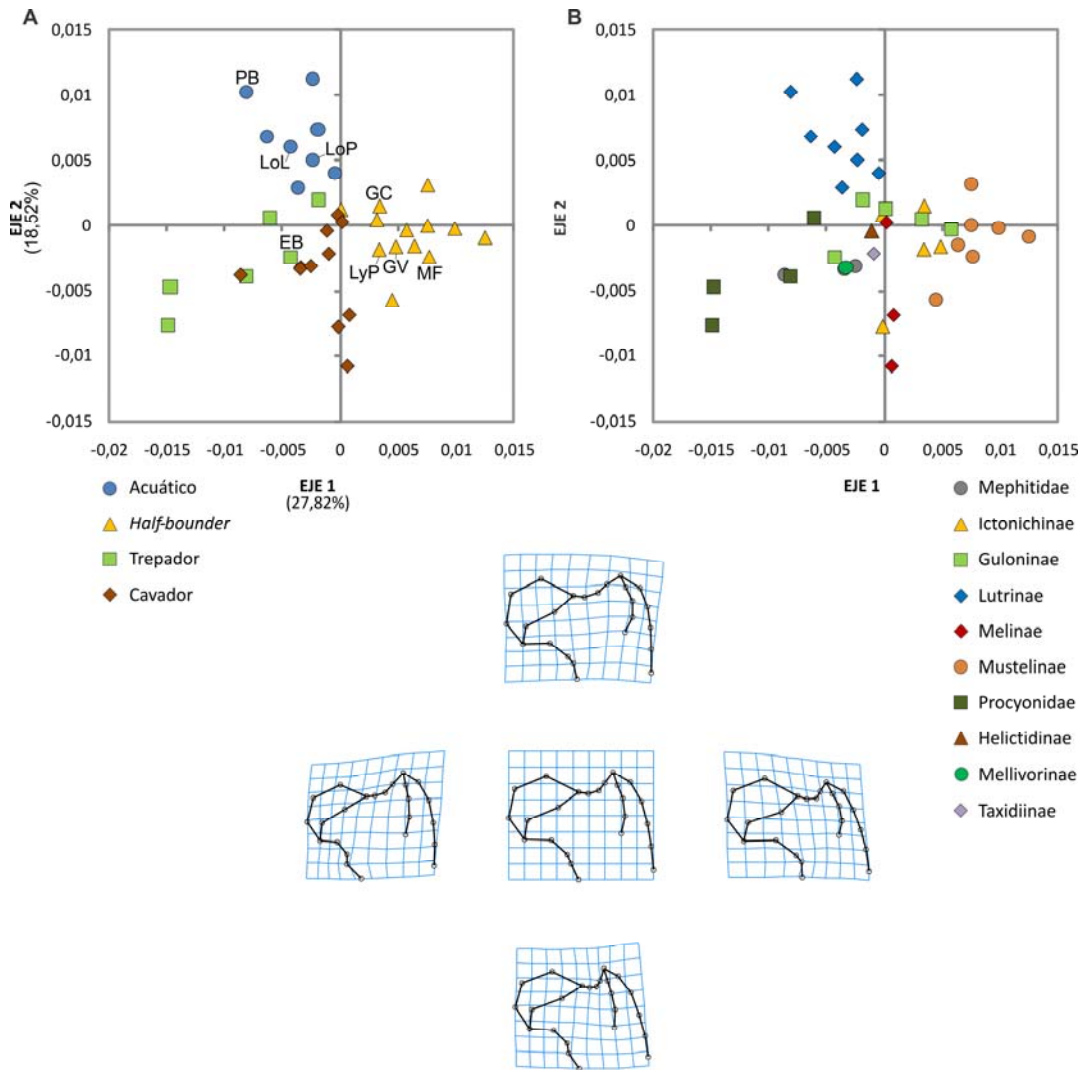 A
0,015
0,01
0,005
0
-0,005
-0,01
-0,015
EJE 2
(18,52%)
PB
LoL
LoP
GC
EB
LyP
GV
MF
-0,02 -0,015 -0,01 -0,005 0 0,005 0,01 0,015
EJE 1
(27,82%)
Acuático
Half-bounder
Trepador
Cavador
B
0,015
0,01
0,005
0
-0,005
-0,01
-0,015
EJE 2
-0,02 -0,015 -0,01 -0,005 0 0,005 0,01 0,015
EJE 1
Mephitidae
Ictonichinae
Guloninae
Lutrinae
Melinae
Mustelinae
Procyonidae
Helictidinae
Mellivorinae
Taxidiinae